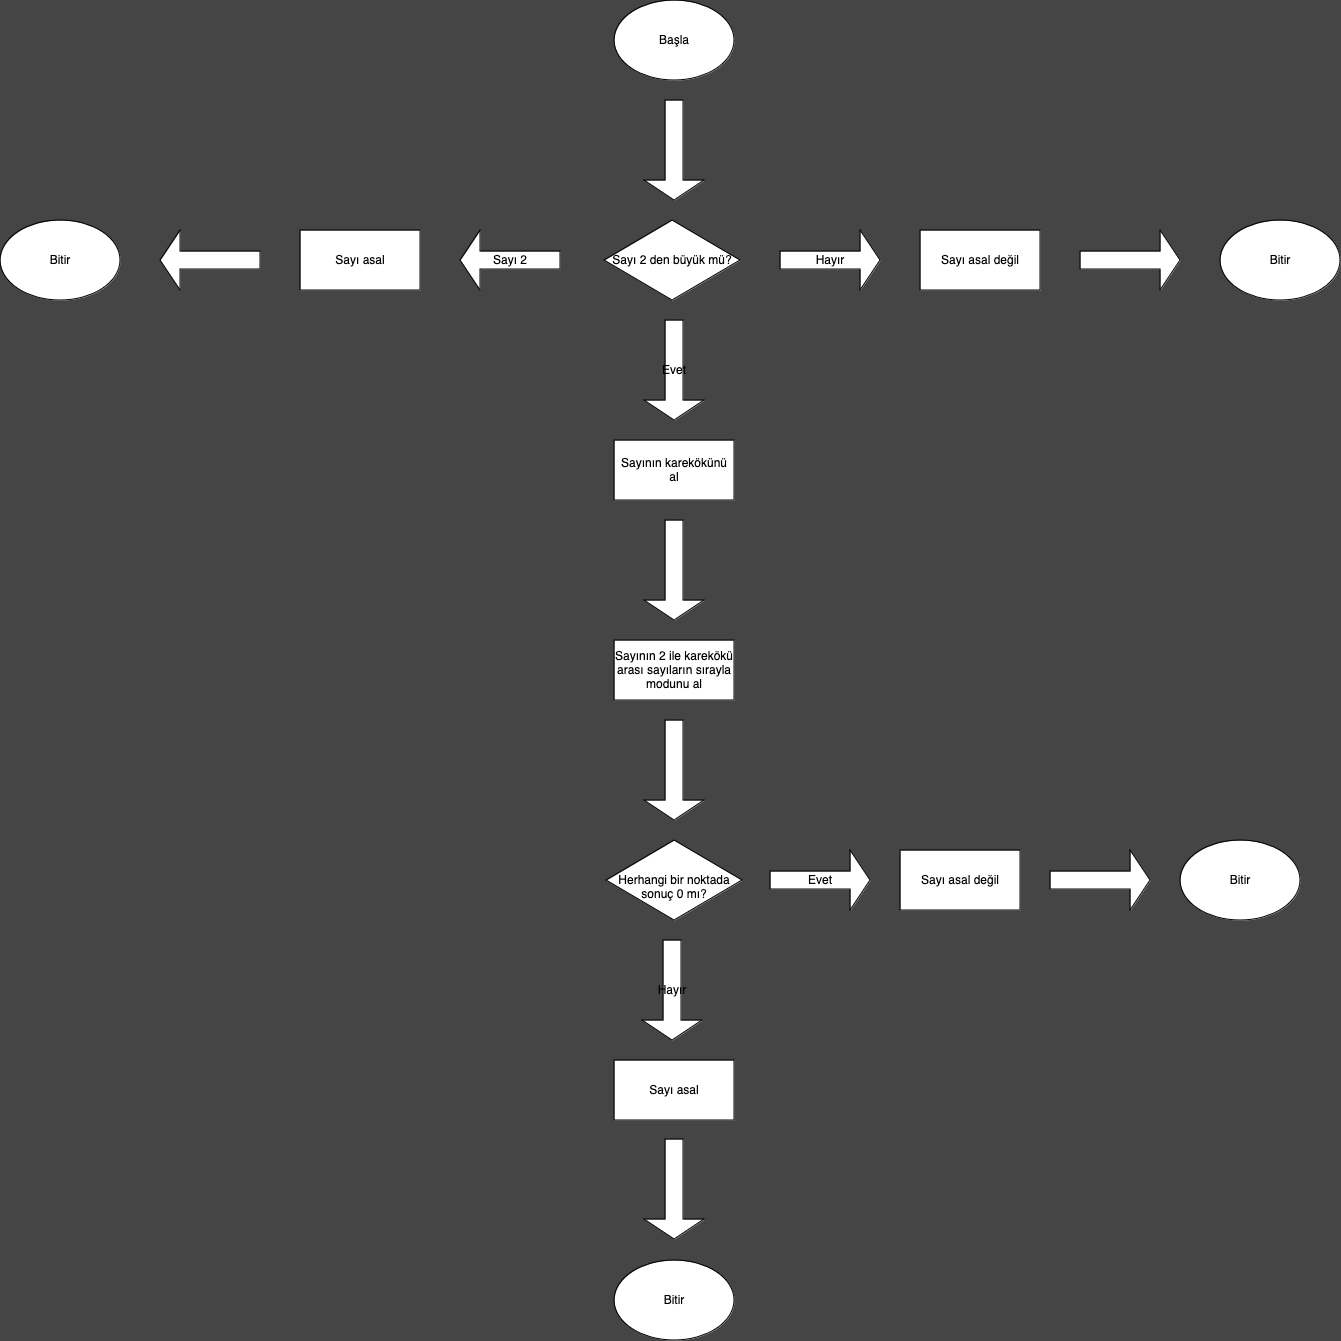 Başla
Bitir
Sayı asal
Sayı 2
Sayı 2 den büyük mü?
Hayır
Sayı asal değil
Bitir
Evet
Sayının karekökünü
al
Sayının 2 ile karekökü
arası sayıların sırayla
modunu al
Herhangi bir noktada
sonuç 0 mı?
Evet
Sayı asal değil
Bitir
Hayır
Sayı asal
Bitir